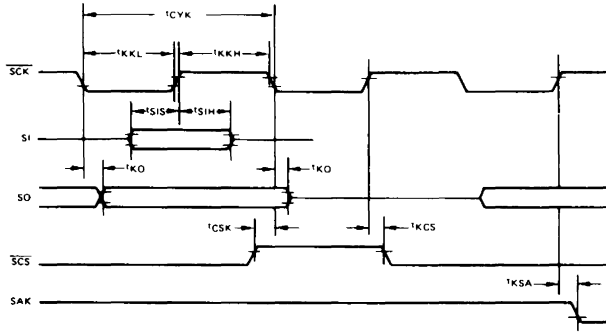 tCYK
tKKL tKKH
SCK
tSIS tSIH
SI
tKO tKO
SO
tCSK tKCS
SCS
tKSA
SAK